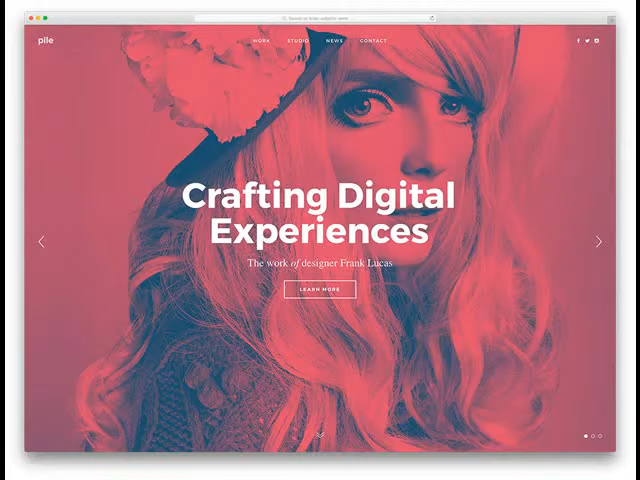 pile
WORK STUDIO NEWS CONTACT
Crafting Digital
Experiences
The work of designer Frank Lucas
LEARN MORE